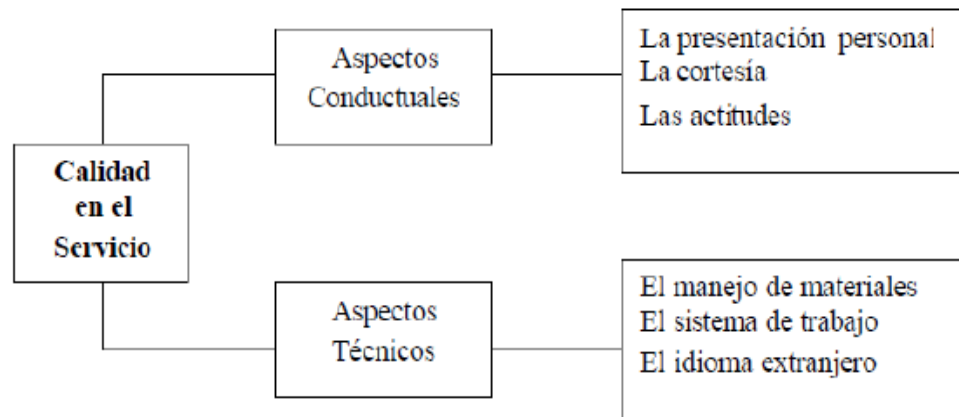 Aspectos
Conductuales
La presentación personal
La cortesía
Las actitudes
Calidad
en el
Servicio
Aspectos
Técnicos
El manejo de materiales
El sistema de trabajo
El idioma extranjero